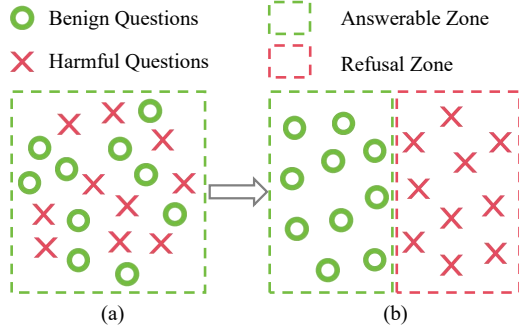 Benign Questions
Answerable Zone
Harmful Questions
Refusal Zone
(a)
(b)